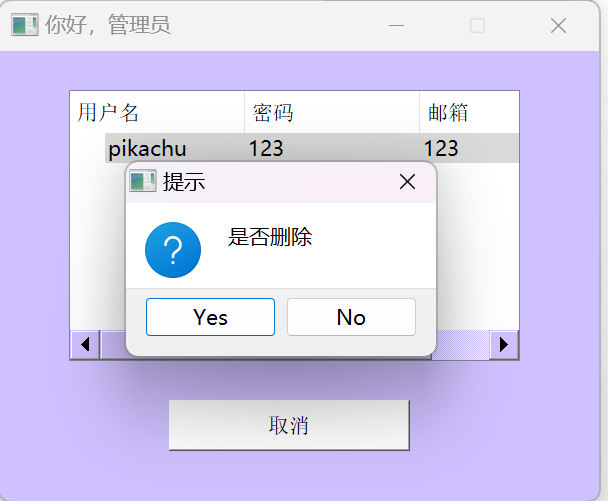 你好，管理员
用户名 密码 邮箱
pikachu 123 123
提示
是否删除
Yes No
取消